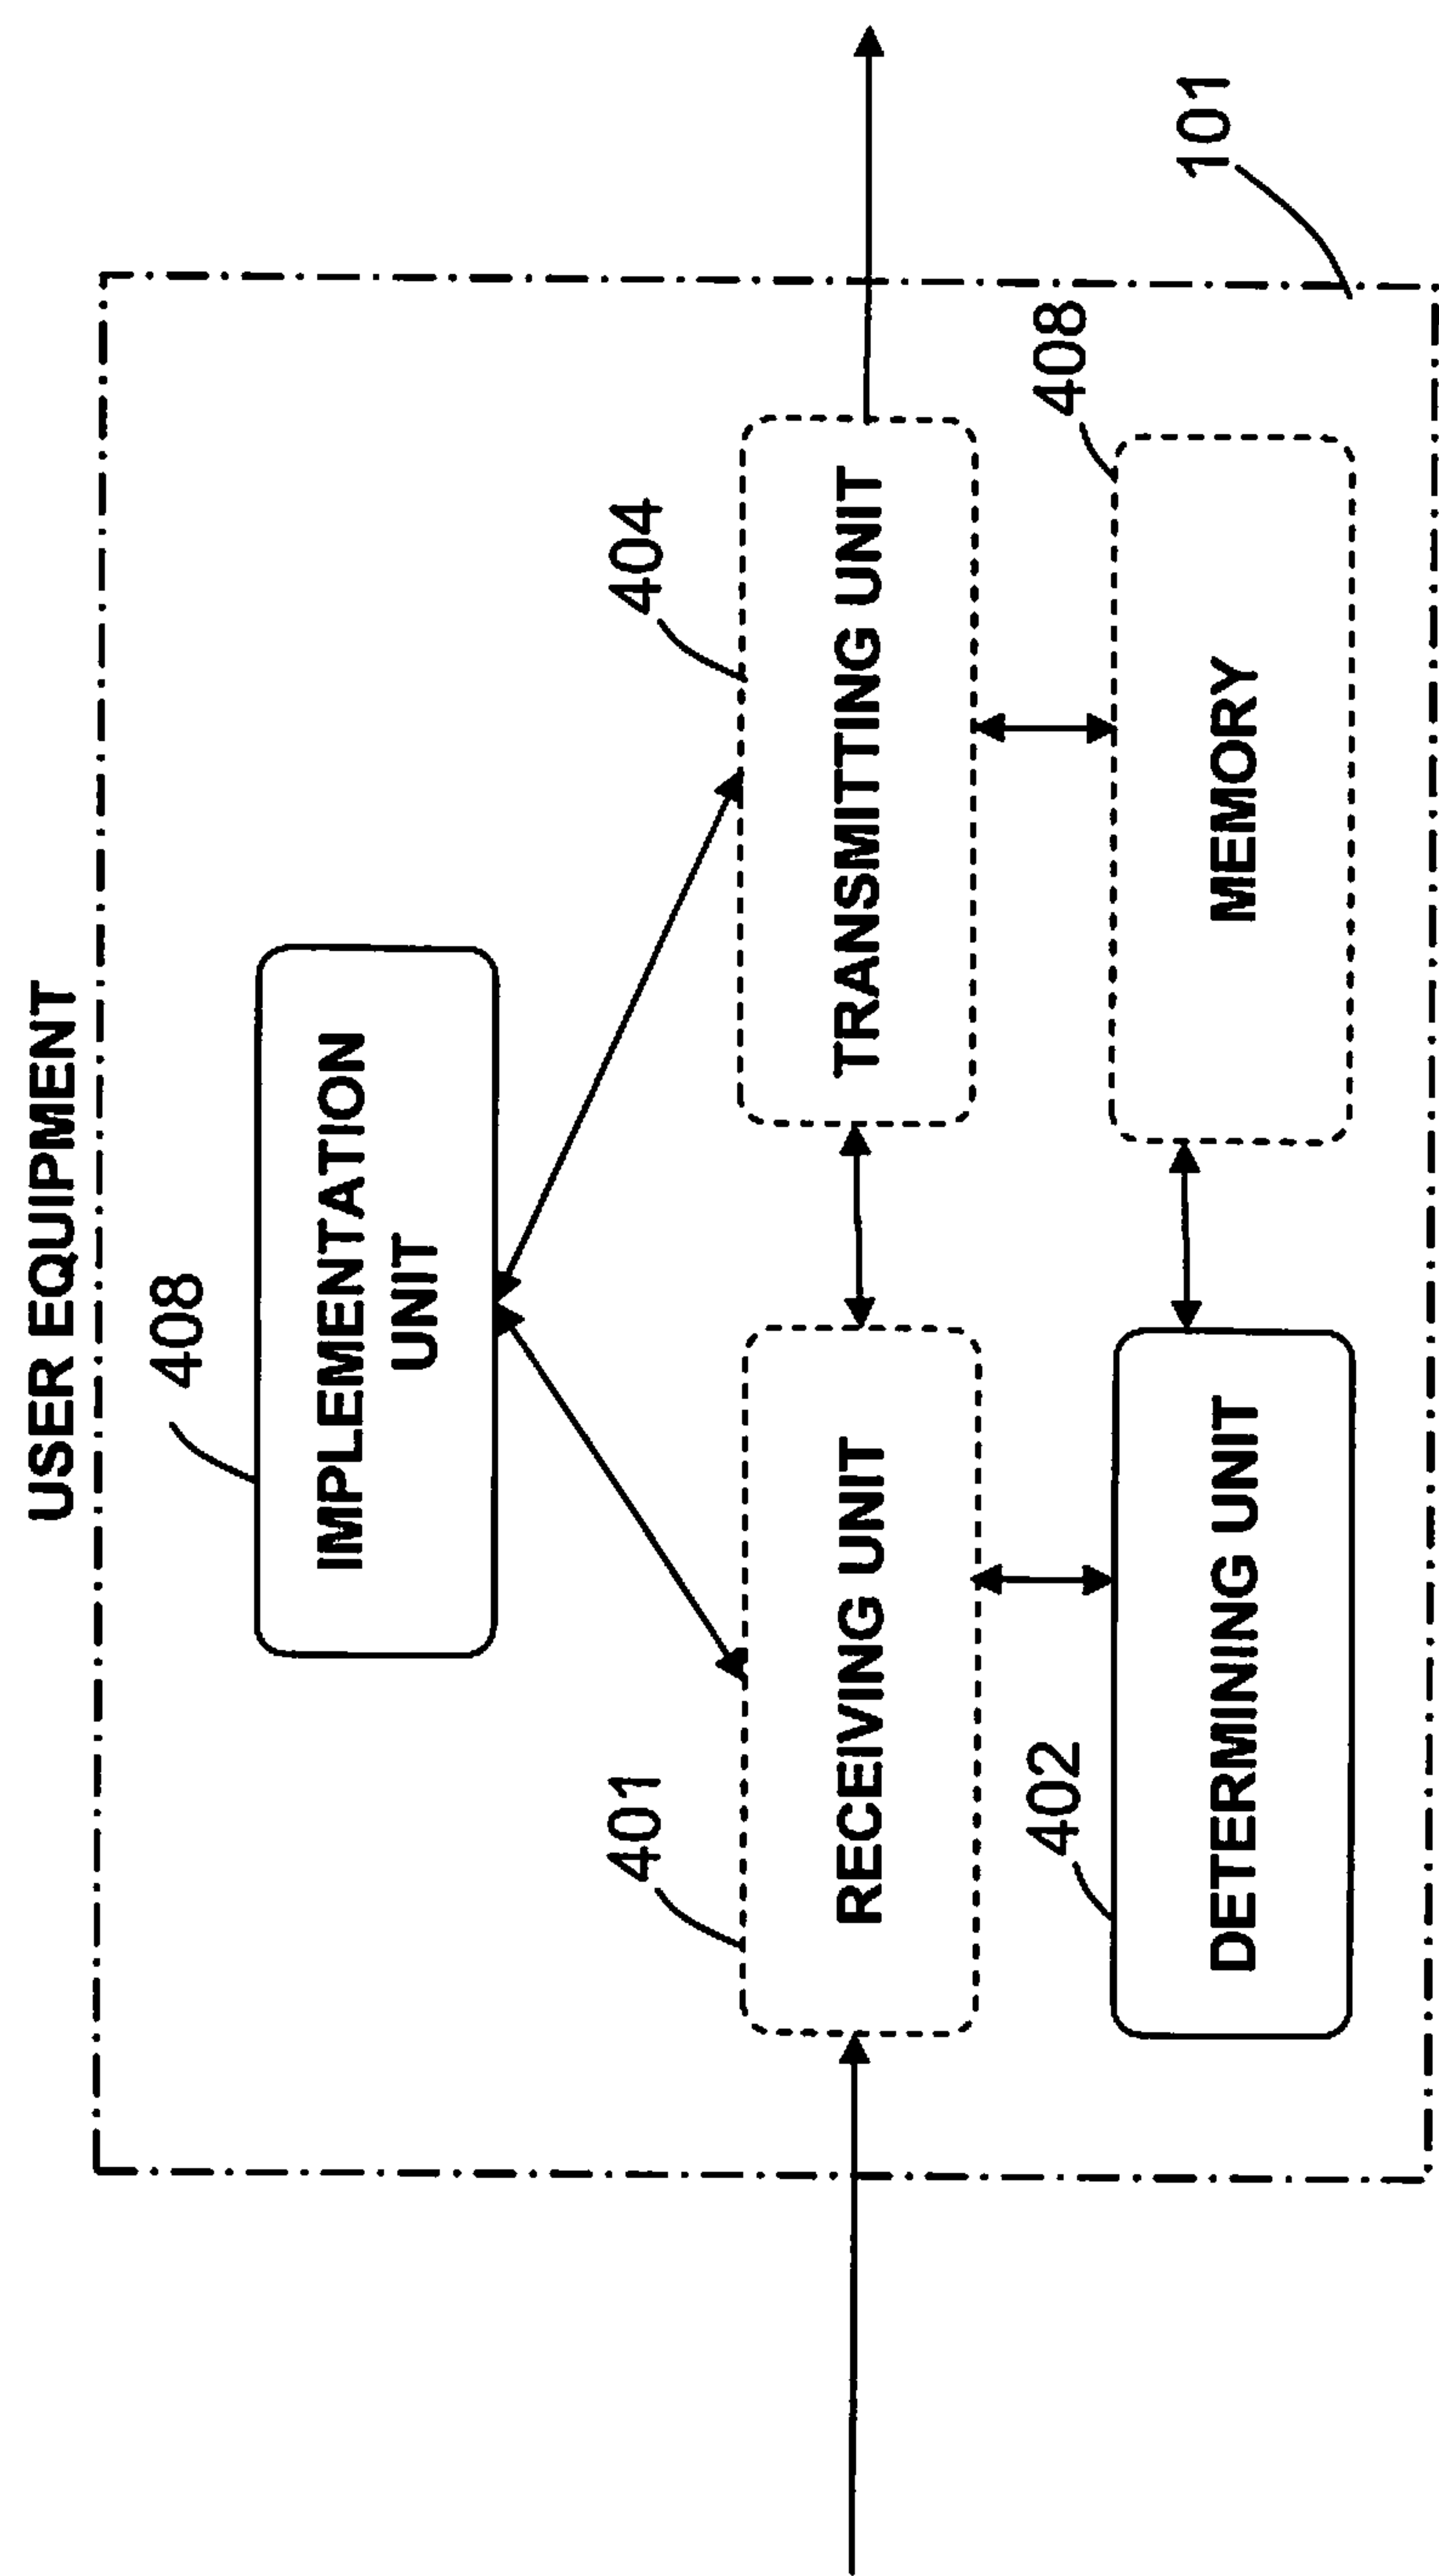 USER EQUIPMENT
408
IMPLEMENTATION
UNIT
401
RECEIVING UNIT
404
TRANSMITTING UNIT
402
DETERMINING UNIT
408
MEMORY
101